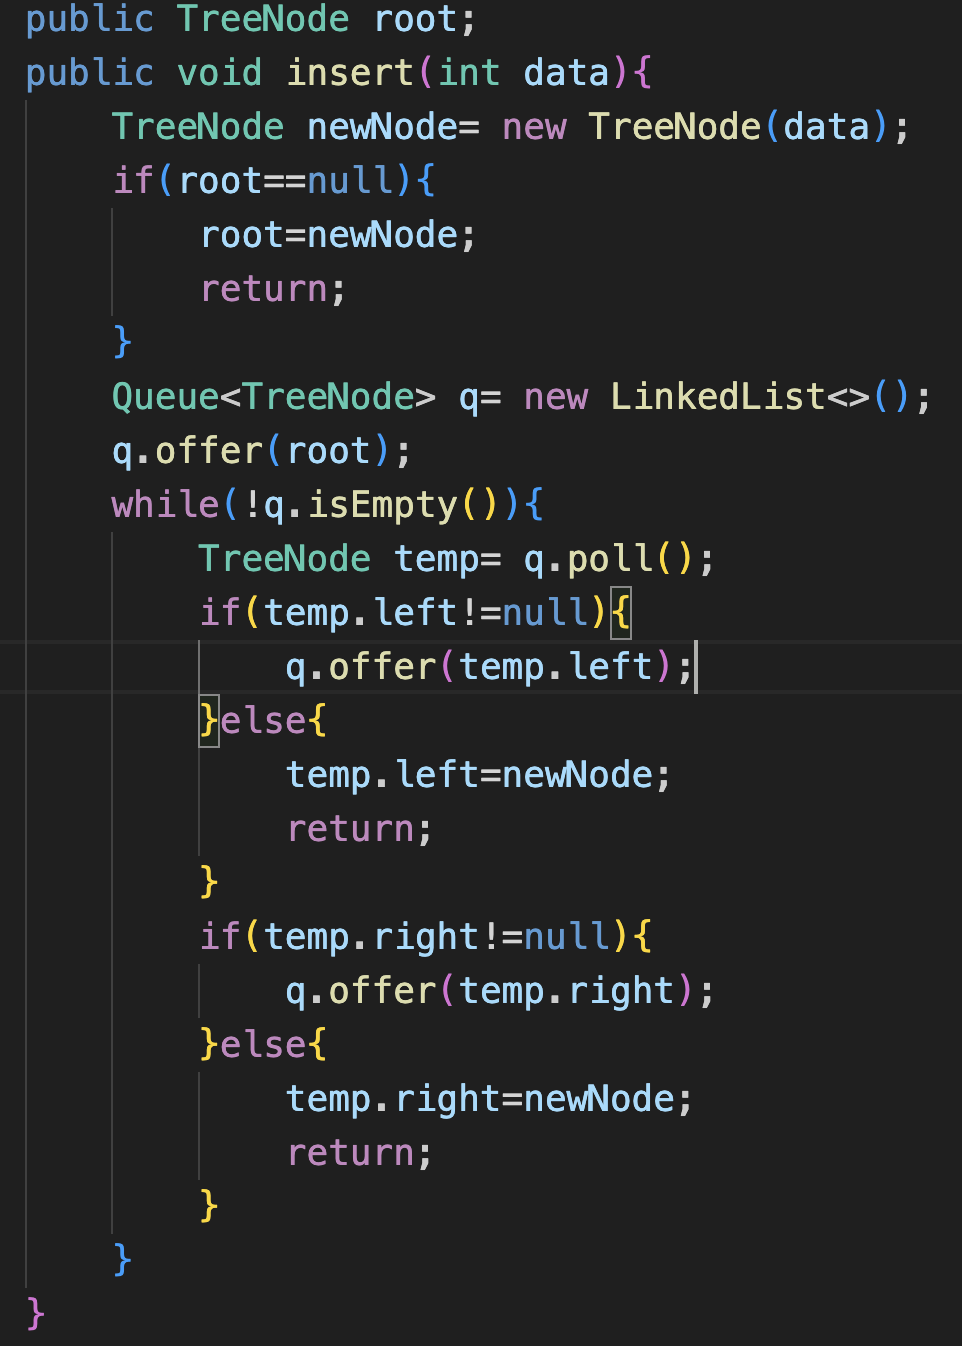 public TreeNode root;
public void insert(int data){
TreeNode newNode= new TreeNode(data);
if(root==null){
root=newNode;
return;
}
Queue<TreeNode> q= new LinkedList<>();
q.offer(root);
while(!q.isEmpty()){
TreeNode temp= q.poll();
if(temp.left!=null){
q.offer(temp.left);
}else{
temp.left=newNode;
return;
}
if(temp.right!=null){
q.offer(temp.right);
}else{
temp.right=newNode;
return;
}
}
}